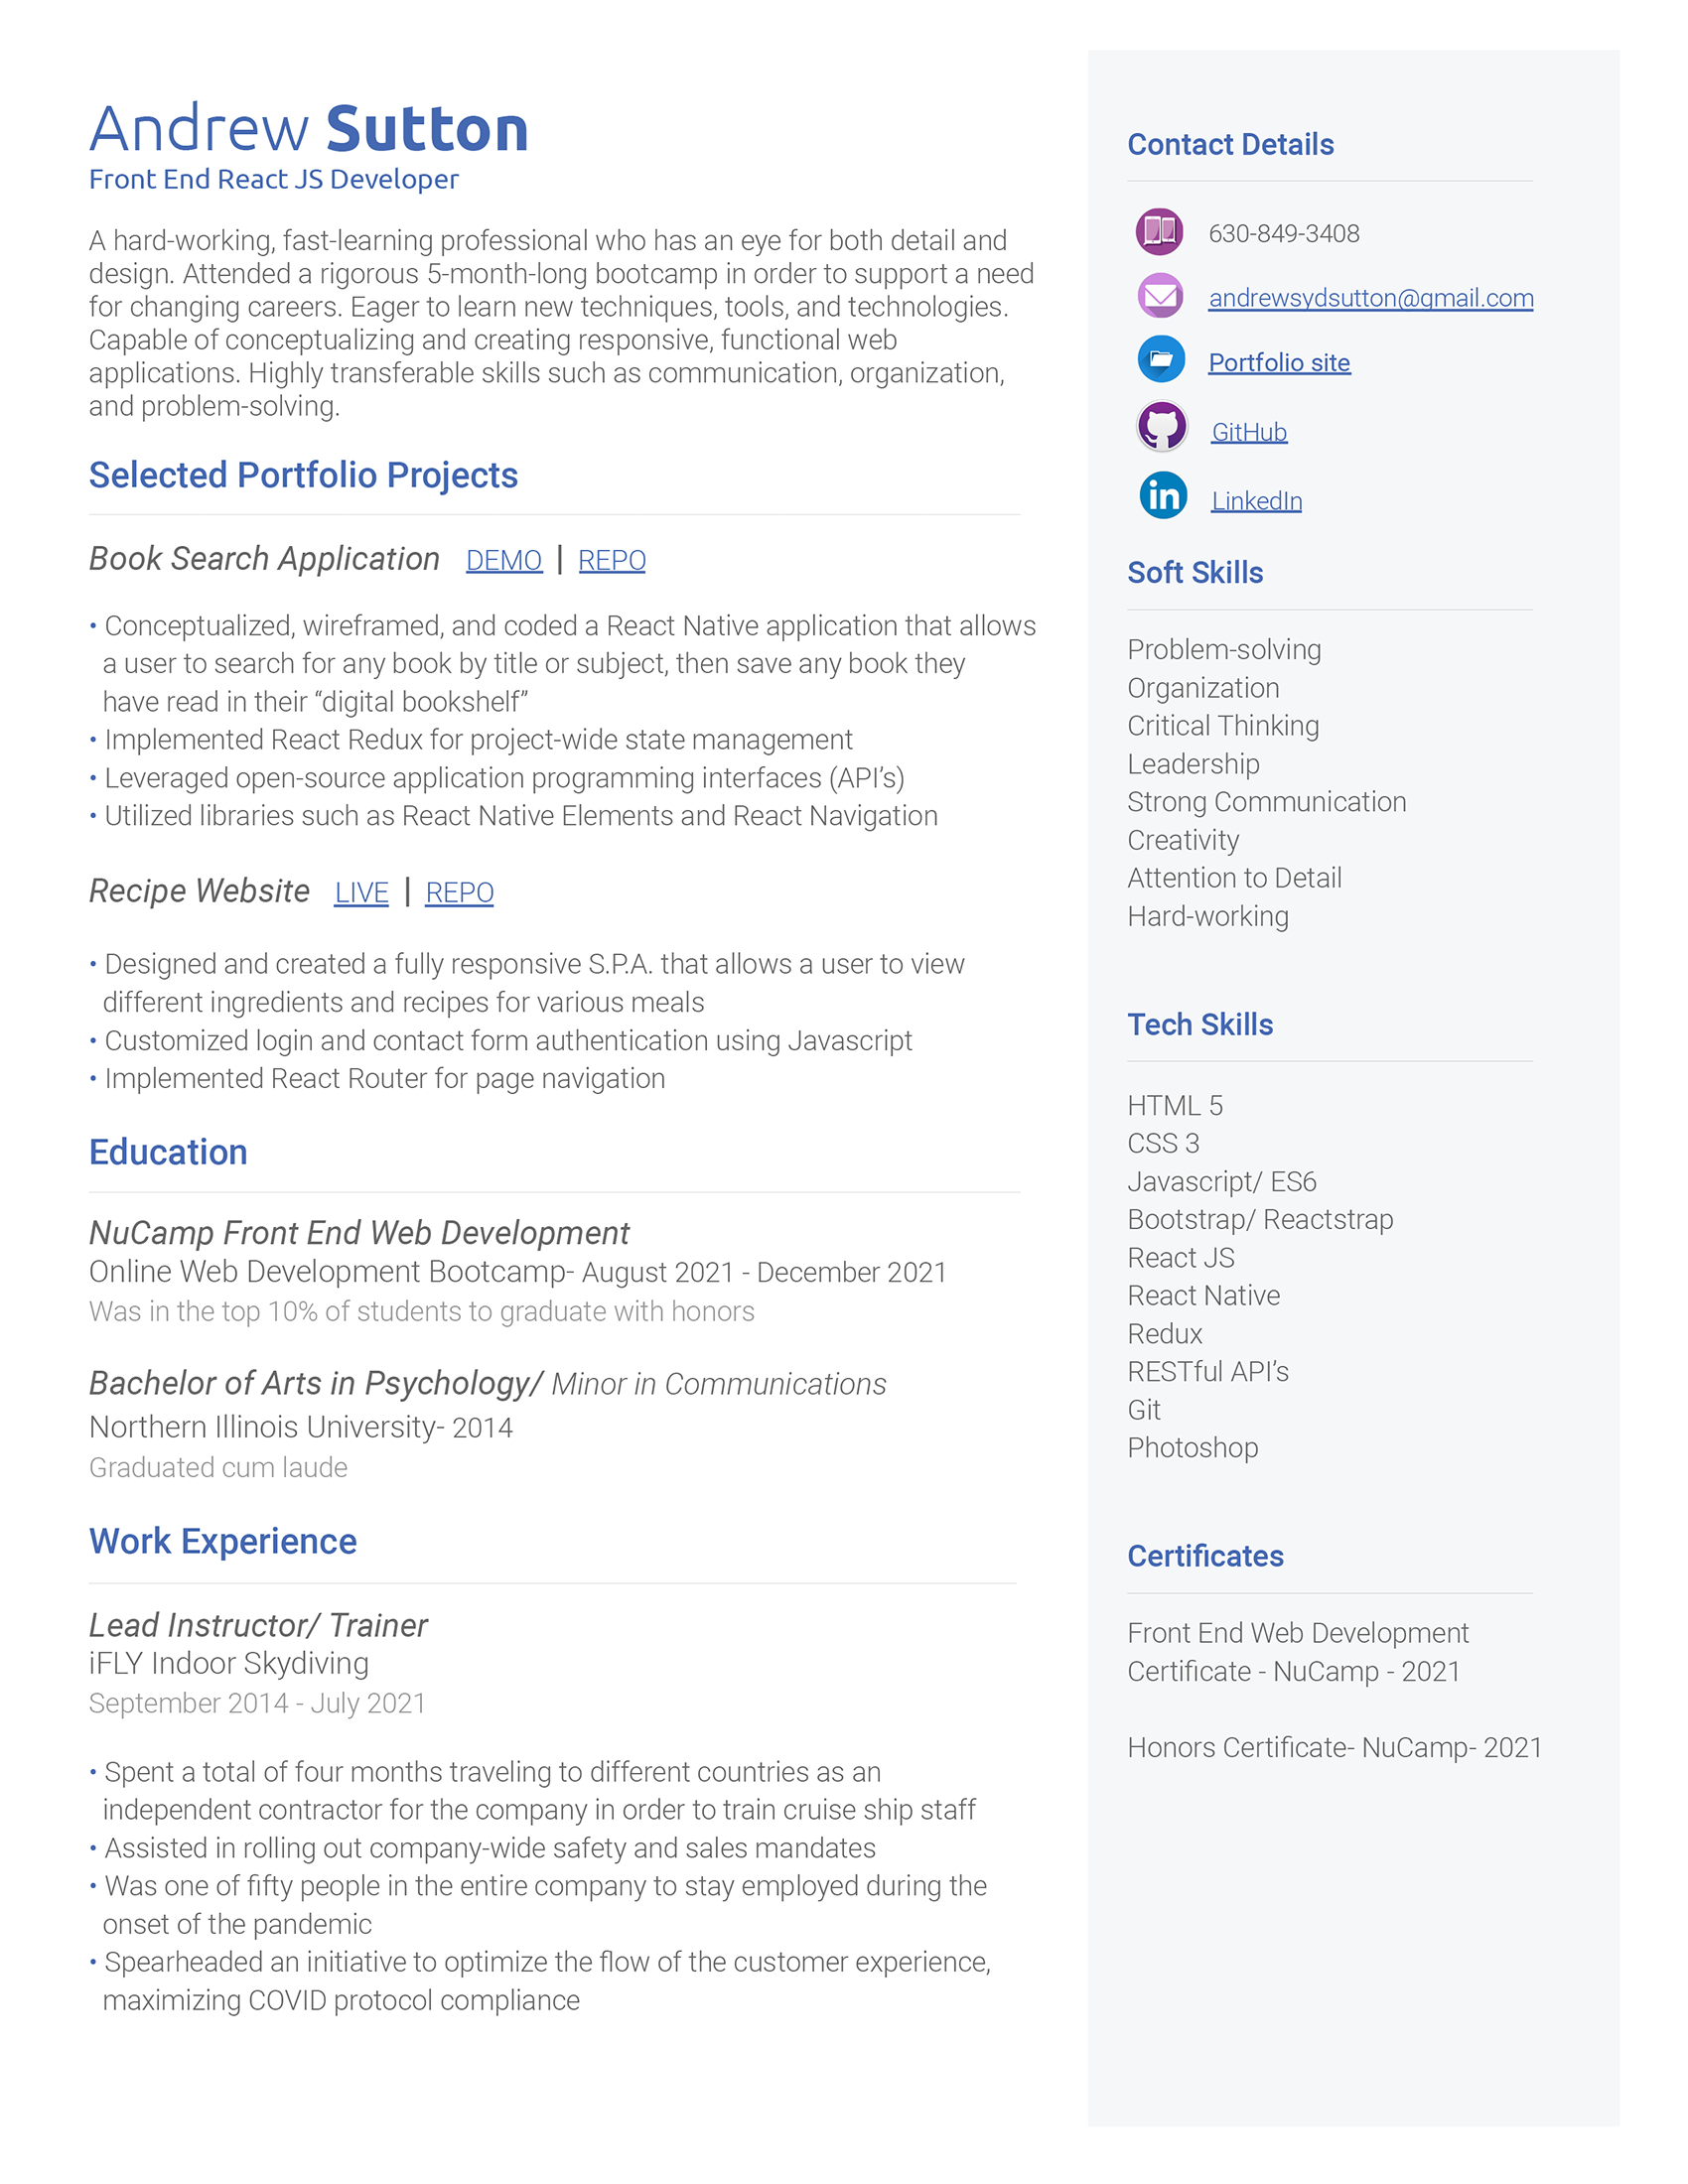 Andrew Sutton
Front End React JS Developer
A hard-working, fast-learning professional who has an eye for both detail and
design. Attended a rigorous 5-month-long bootcamp in order to support a need
for changing careers. Eager to learn new techniques, tools, and technologies.
Capable of conceptualizing and creating responsive, functional web
applications. Highly transferable skills such as communication, organization,
and problem-solving.
Selected Portfolio Projects
Book Search Application DEMO | REPO
• Conceptualized, wireframed, and coded a React Native application that allows
a user to search for any book by title or subject, then save any book they
have read in their “digital bookshelf”
• Implemented React Redux for project-wide state management
• Leveraged open-source application programming interfaces (API’s)
• Utilized libraries such as React Native Elements and React Navigation
Recipe Website LIVE | REPO
• Designed and created a fully responsive S.P.A. that allows a user to view
different ingredients and recipes for various meals
• Customized login and contact form authentication using Javascript
• Implemented React Router for page navigation
Education
NuCamp Front End Web Development
Online Web Development Bootcamp- August 2021 - December 2021
Was in the top 10% of students to graduate with honors
Bachelor of Arts in Psychology/ Minor in Communications
Northern Illinois University- 2014
Graduated cum laude
Work Experience
Lead Instructor/ Trainer
iFLY Indoor Skydiving
September 2014 - July 2021
• Spent a total of four months traveling to different countries as an
independent contractor for the company in order to train cruise ship staff
• Assisted in rolling out company-wide safety and sales mandates
• Was one of fifty people in the entire company to stay employed during the
onset of the pandemic
• Spearheaded an initiative to optimize the flow of the customer experience,
maximizing COVID protocol compliance
Contact Details
630-849-3408
andrewsydsutton@gmail.com
Portfolio site
GitHub
in LinkedIn
Soft Skills
Problem-solving
Organization
Critical Thinking
Leadership
Strong Communication
Creativity
Attention to Detail
Hard-working
Tech Skills
HTML 5
CSS 3
Javascript/ ES6
Bootstrap/ Reactstrap
React JS
React Native
Redux
RESTful API’s
Git
Photoshop
Certificates
Front End Web Development
Certificate - NuCamp - 2021
Honors Certificate- NuCamp- 2021